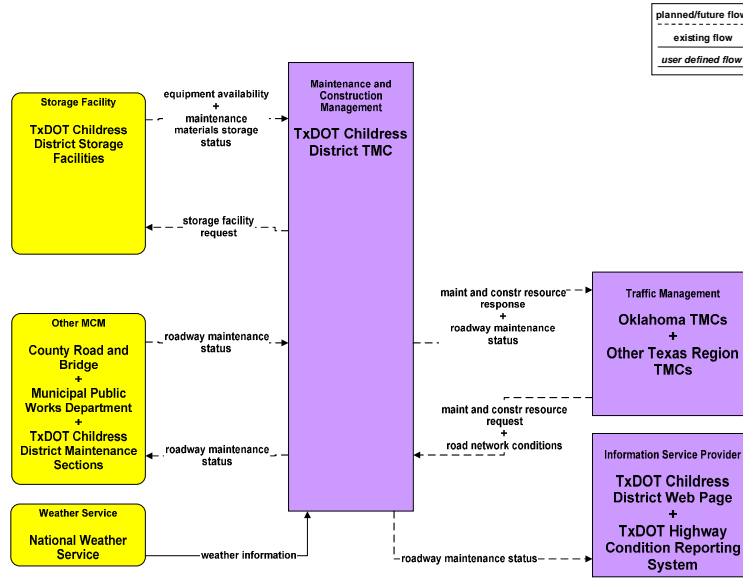 planned/future flow
existing flow
user defined flow
Storage Facility
TxDOT Childress
District Storage
Facilities
equipment availability
+
maintenance
materials storage
status
storage facility
request
Maintenance and
Construction
Management
TxDOT Childress
District TMC
Other MCM
County Road and
Bridge
+
Municipal Public
Works Department
+
TxDOT Childress
District Maintenance
Sections
roadway maintenance
status
roadway maintenance
status
Weather Service
National Weather
Service
weather information
maint and constr resource
response
+
roadway maintenance
status
maint and constr resource
request
+
road network conditions
roadway maintenance status
Traffic Management
Oklahoma TMCs
+
Other Texas Region
TMCs
Information Service Provider
TxDOT Childress
District Web Page
+
TxDOT Highway
Condition Reporting
System